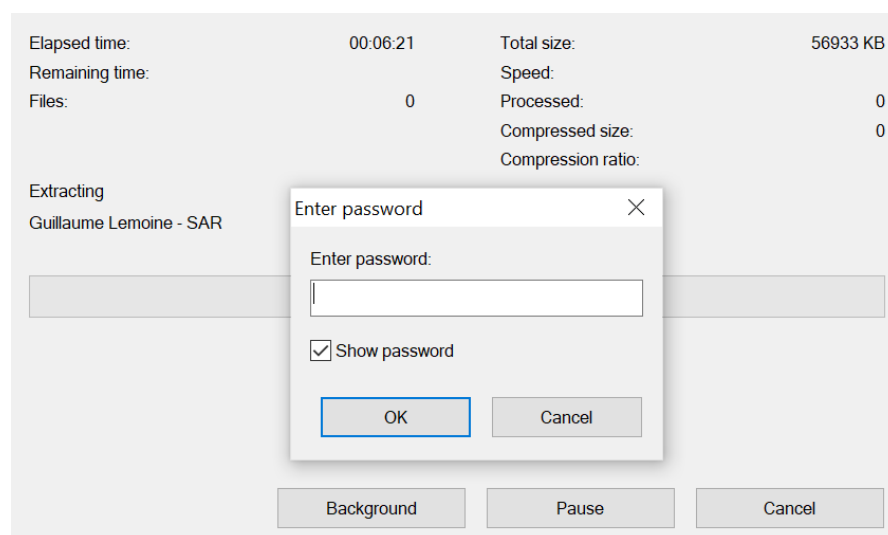 Elapsed time: 00:06:21 Total size: 56933 KB
Remaining time: Speed:
Files: 0 Processed: 0
Compressed size: 0
Compression ratio:
Extracting
Guillaume Lemoine - SAR
Enter password
Enter password:
Show password
OK Cancel
Background Pause Cancel